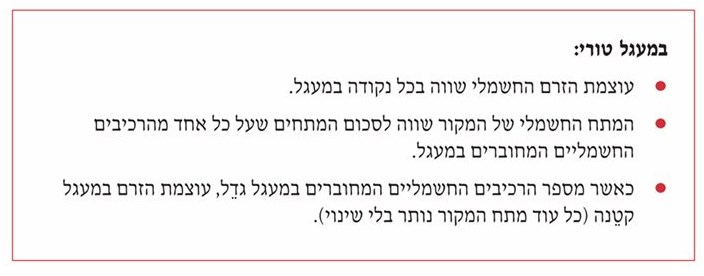 במעגל טורי:
• עוצמת הזרם החשמלי שווה בכל נקודה במעגל.
• המתח החשמלי של המקור שווה לסכום המתחים שעל כל אחד מהרכיבים
החשמליים המחוברים במעגל.
• כאשר מספר הרכיבים החשמליים המחוברים במעגל גדֵל, עוצמת הזרם במעגל
קטֵנה (כל עוד מתח המקור נותר בלי שינוי).